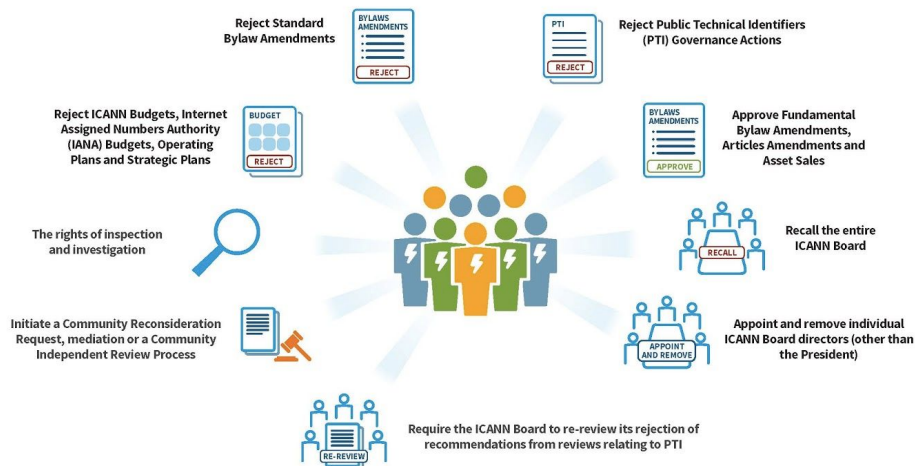 Reject Standard
Bylaw Amendments
BYLAWS
AMENDMENTS
REJECT
PTI
REJECT
Reject Public Technical Identifiers
(PTI) Governance Actions
Reject ICANN Budgets, Internet
Assigned Numbers Authority
(IANA) Budgets, Operating
Plans and Strategic Plans
BUDGET
REJECT
BYLAWS
AMENDMENTS
APPROVE
Approve Fundamental
Bylaw Amendments,
Articles Amendments and
Asset Sales
The rights of inspection
and investigation
RECALL
Recall the entire
ICANN Board
Initiate a Community Reconsideration
Request, mediation or a Community
Independent Review Process
APPOINT
AND REMOVE
Appoint and remove individual
ICANN Board directors (other than
the President)
RE-REVIEW
Require the ICANN Board to re-review its rejection of
recommendations from reviews relating to PTI